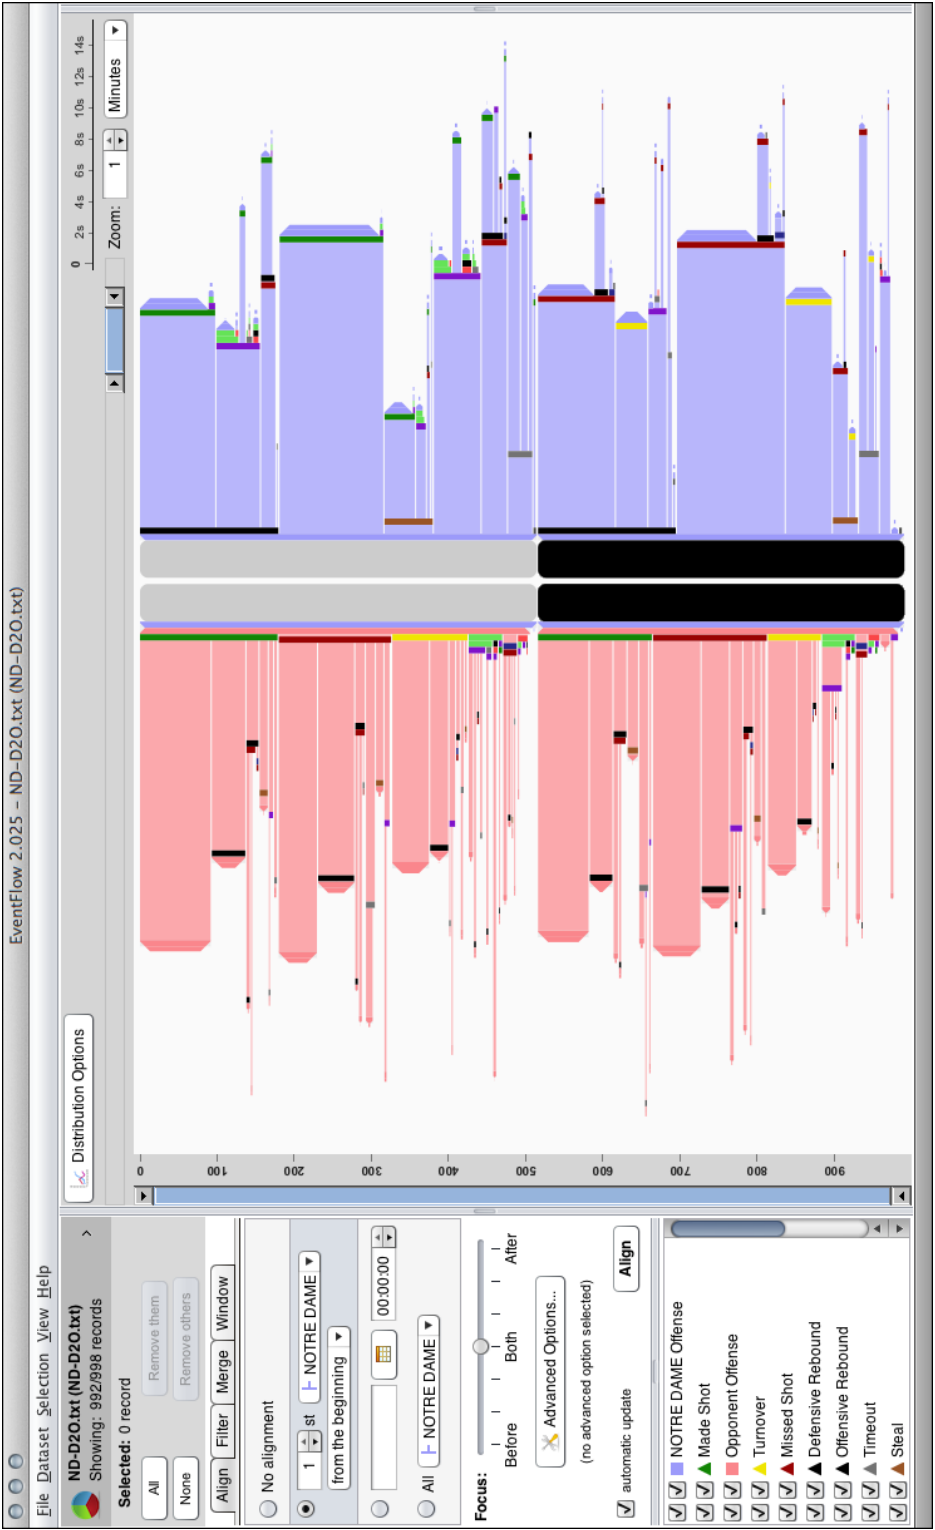 EventFlow 2.025 – ND-D2O.txt (ND-D2O.txt)
File Dataset Selection View Help
ND-D2O.txt (ND-D2O.txt)
Showing: 992/998 records
>
Selected: 0 record
All
Remove them
None
Remove others
Align
Filter
Merge
Window
No alignment
1
st
NOTRE DAME
from the beginning
00:00:00
All
NOTRE DAME
Focus:
Before
Both
After
Advanced Options...
(no advanced option selected)
automatic update
Align
NOTRE DAME Offense
Made Shot
Opponent Offense
Turnover
Missed Shot
Defensive Rebound
Offensive Rebound
Timeout
Steal
Distribution Options
Zoom:
1
Minutes
0
2s
4s
6s
8s
10s
12s
14s
0
100
200
300
400
500
600
700
800
900